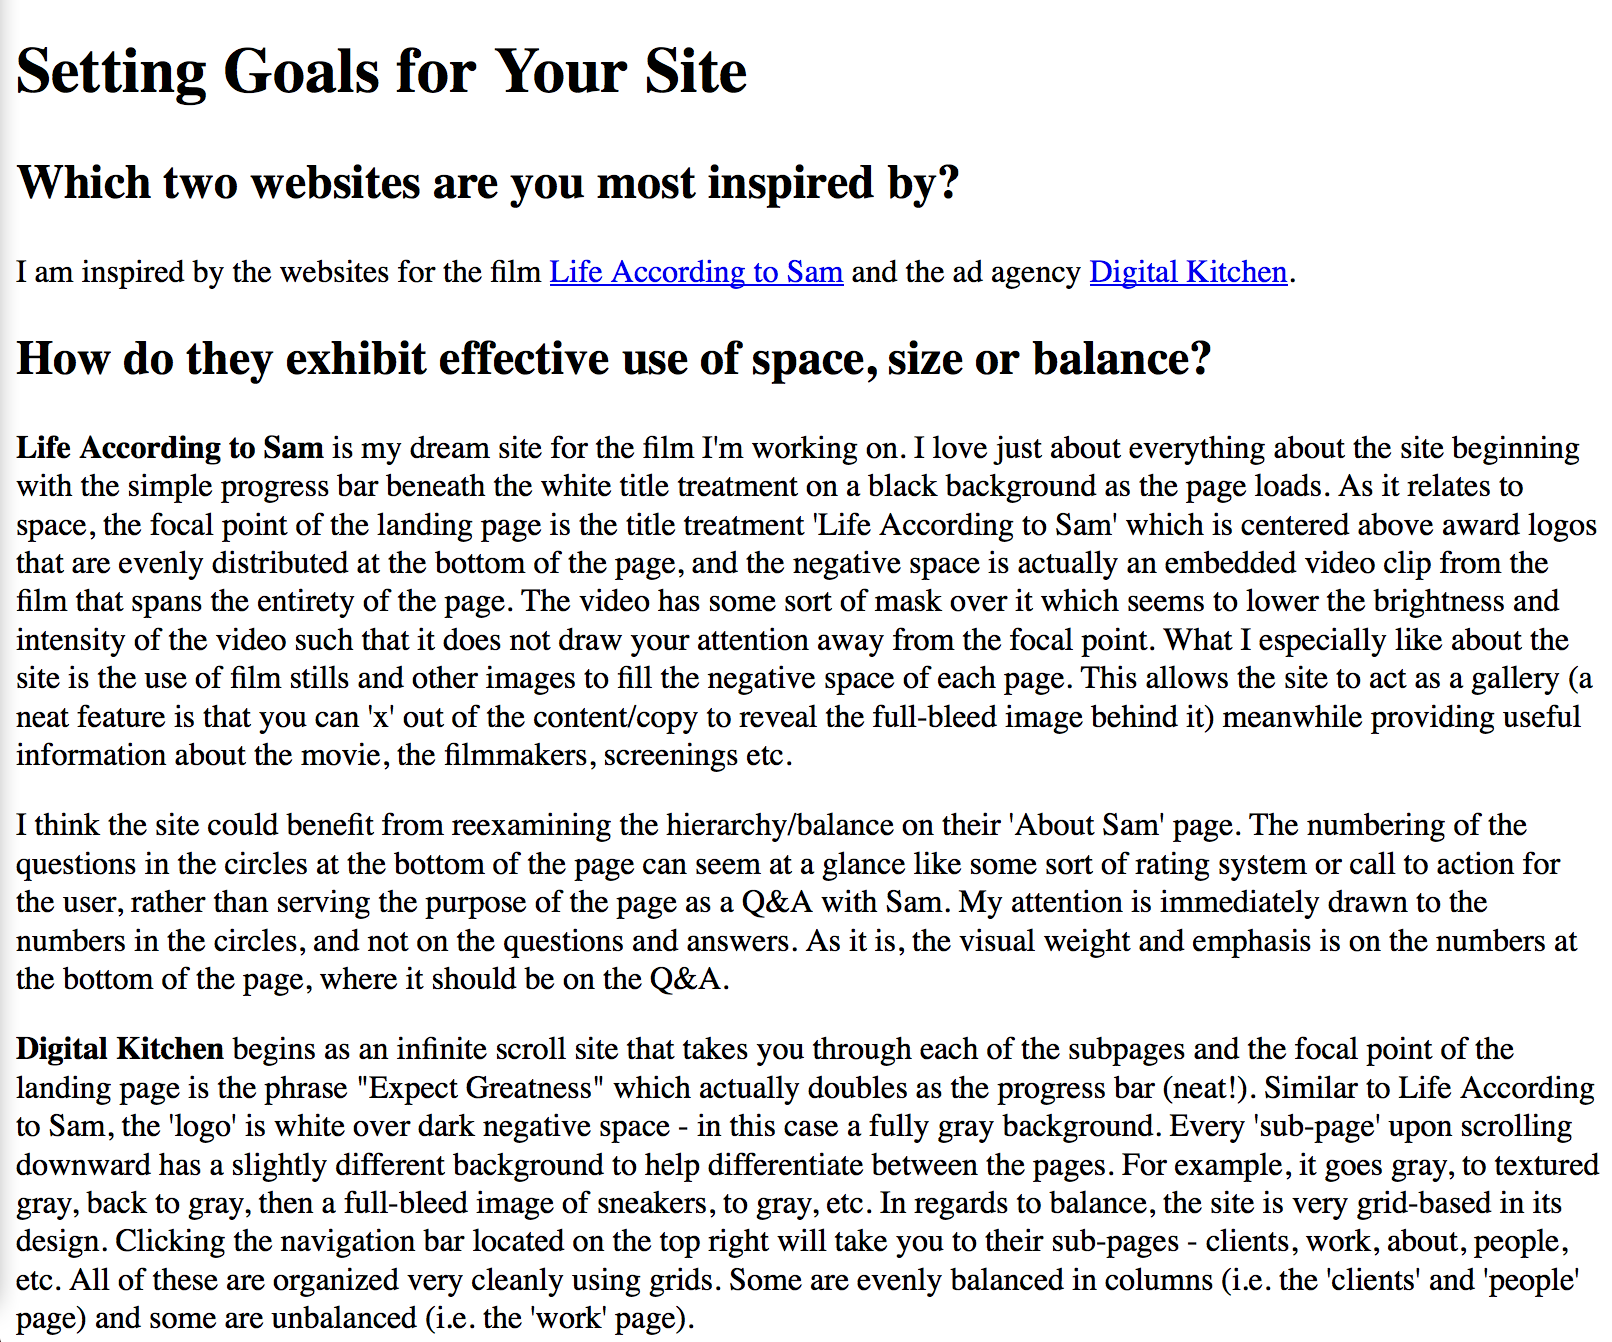 Setting Goals for Your Site
Which two websites are you most inspired by?
I am inspired by the websites for the film Life According to Sam and the ad agency Digital Kitchen.
How do they exhibit effective use of space, size or balance?
Life According to Sam is my dream site for the film I'm working on. I love just about everything about the site beginning
with the simple progress bar beneath the white title treatment on a black background as the page loads. As it relates to
space, the focal point of the landing page is the title treatment 'Life According to Sam' which is centered above award logos
that are evenly distributed at the bottom of the page, and the negative space is actually an embedded video clip from the
film that spans the entirety of the page. The video has some sort of mask over it which seems to lower the brightness and
intensity of the video such that it does not draw your attention away from the focal point. What I especially like about the
site is the use of film stills and other images to fill the negative space of each page. This allows the site to act as a gallery (a
neat feature is that you can 'x' out of the content/copy to reveal the full-bleed image behind it) meanwhile providing useful
information about the movie, the filmmakers, screenings etc.
I think the site could benefit from reexamining the hierarchy/balance on their 'About Sam' page. The numbering of the
questions in the circles at the bottom of the page can seem at a glance like some sort of rating system or call to action for
the user, rather than serving the purpose of the page as a Q&A with Sam. My attention is immediately drawn to the
numbers in the circles, and not on the questions and answers. As it is, the visual weight and emphasis is on the numbers at
the bottom of the page, where it should be on the Q&A.
Digital Kitchen begins as an infinite scroll site that takes you through each of the subpages and the focal point of the
landing page is the phrase "Expect Greatness" which actually doubles as the progress bar (neat!). Similar to Life According
to Sam, the 'logo' is white over dark negative space - in this case a fully gray background. Every 'sub-page' upon scrolling
downward has a slightly different background to help differentiate between the pages. For example, it goes gray, to textured
gray, back to gray, then a full-bleed image of sneakers, to gray, etc. In regards to balance, the site is very grid-based in its
design. Clicking the navigation bar located on the top right will take you to their sub-pages - clients, work, about, people,
etc. All of these are organized very cleanly using grids. Some are evenly balanced in columns (i.e. the 'clients' and 'people'
page) and some are unbalanced (i.e. the 'work' page).